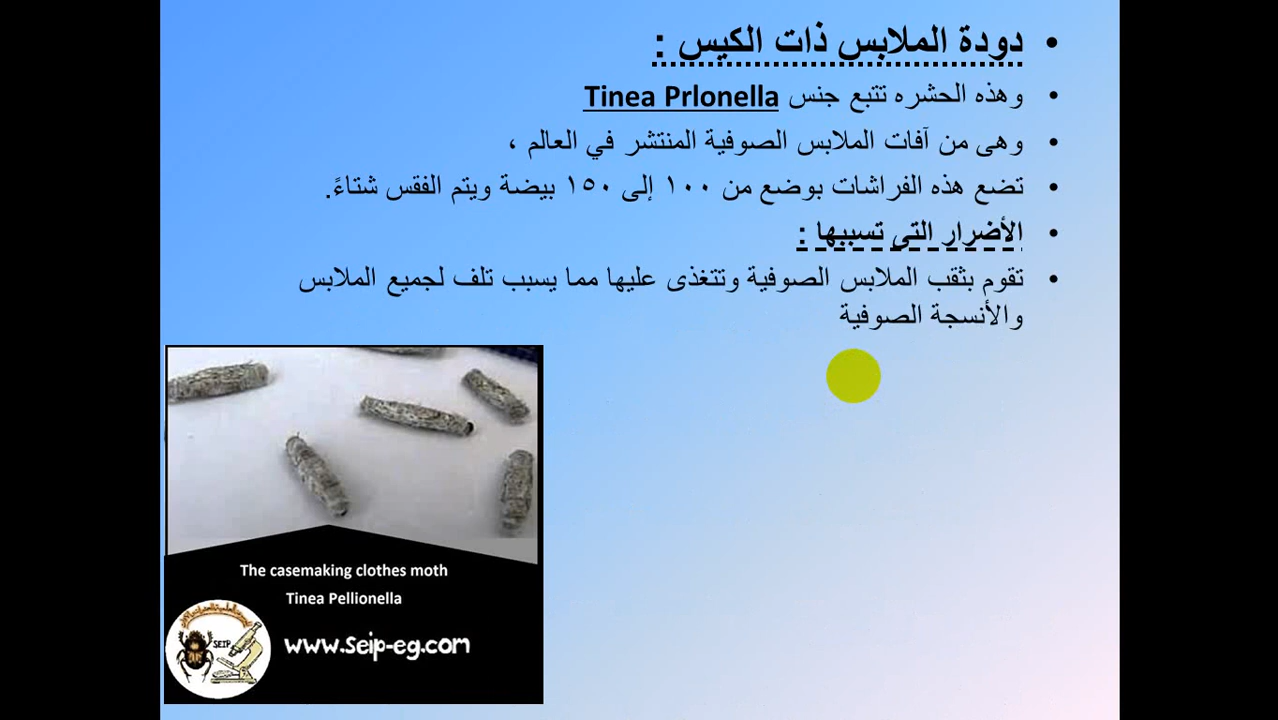 • دودة الملابس ذات الكيس :
• وهذه الحشره تتبع جنس Tinea Prlonella
• وهى من آفات الملابس الصوفية المنتشر في العالم ،
• تضع هذه الفراشات بوضع من ١٠٠ إلى ١٥٠ بيضة ويتم الفقس شتاءً.
• الأضرار التى تسببها :
• تقوم بثقب الملابس الصوفية وتتغذى عليها مما يسبب تلف لجميع الملابس
والأنسجة الصوفية
The casemaking clothes moth
Tinea Pellionella
SEIP
www.Seip-eg.com